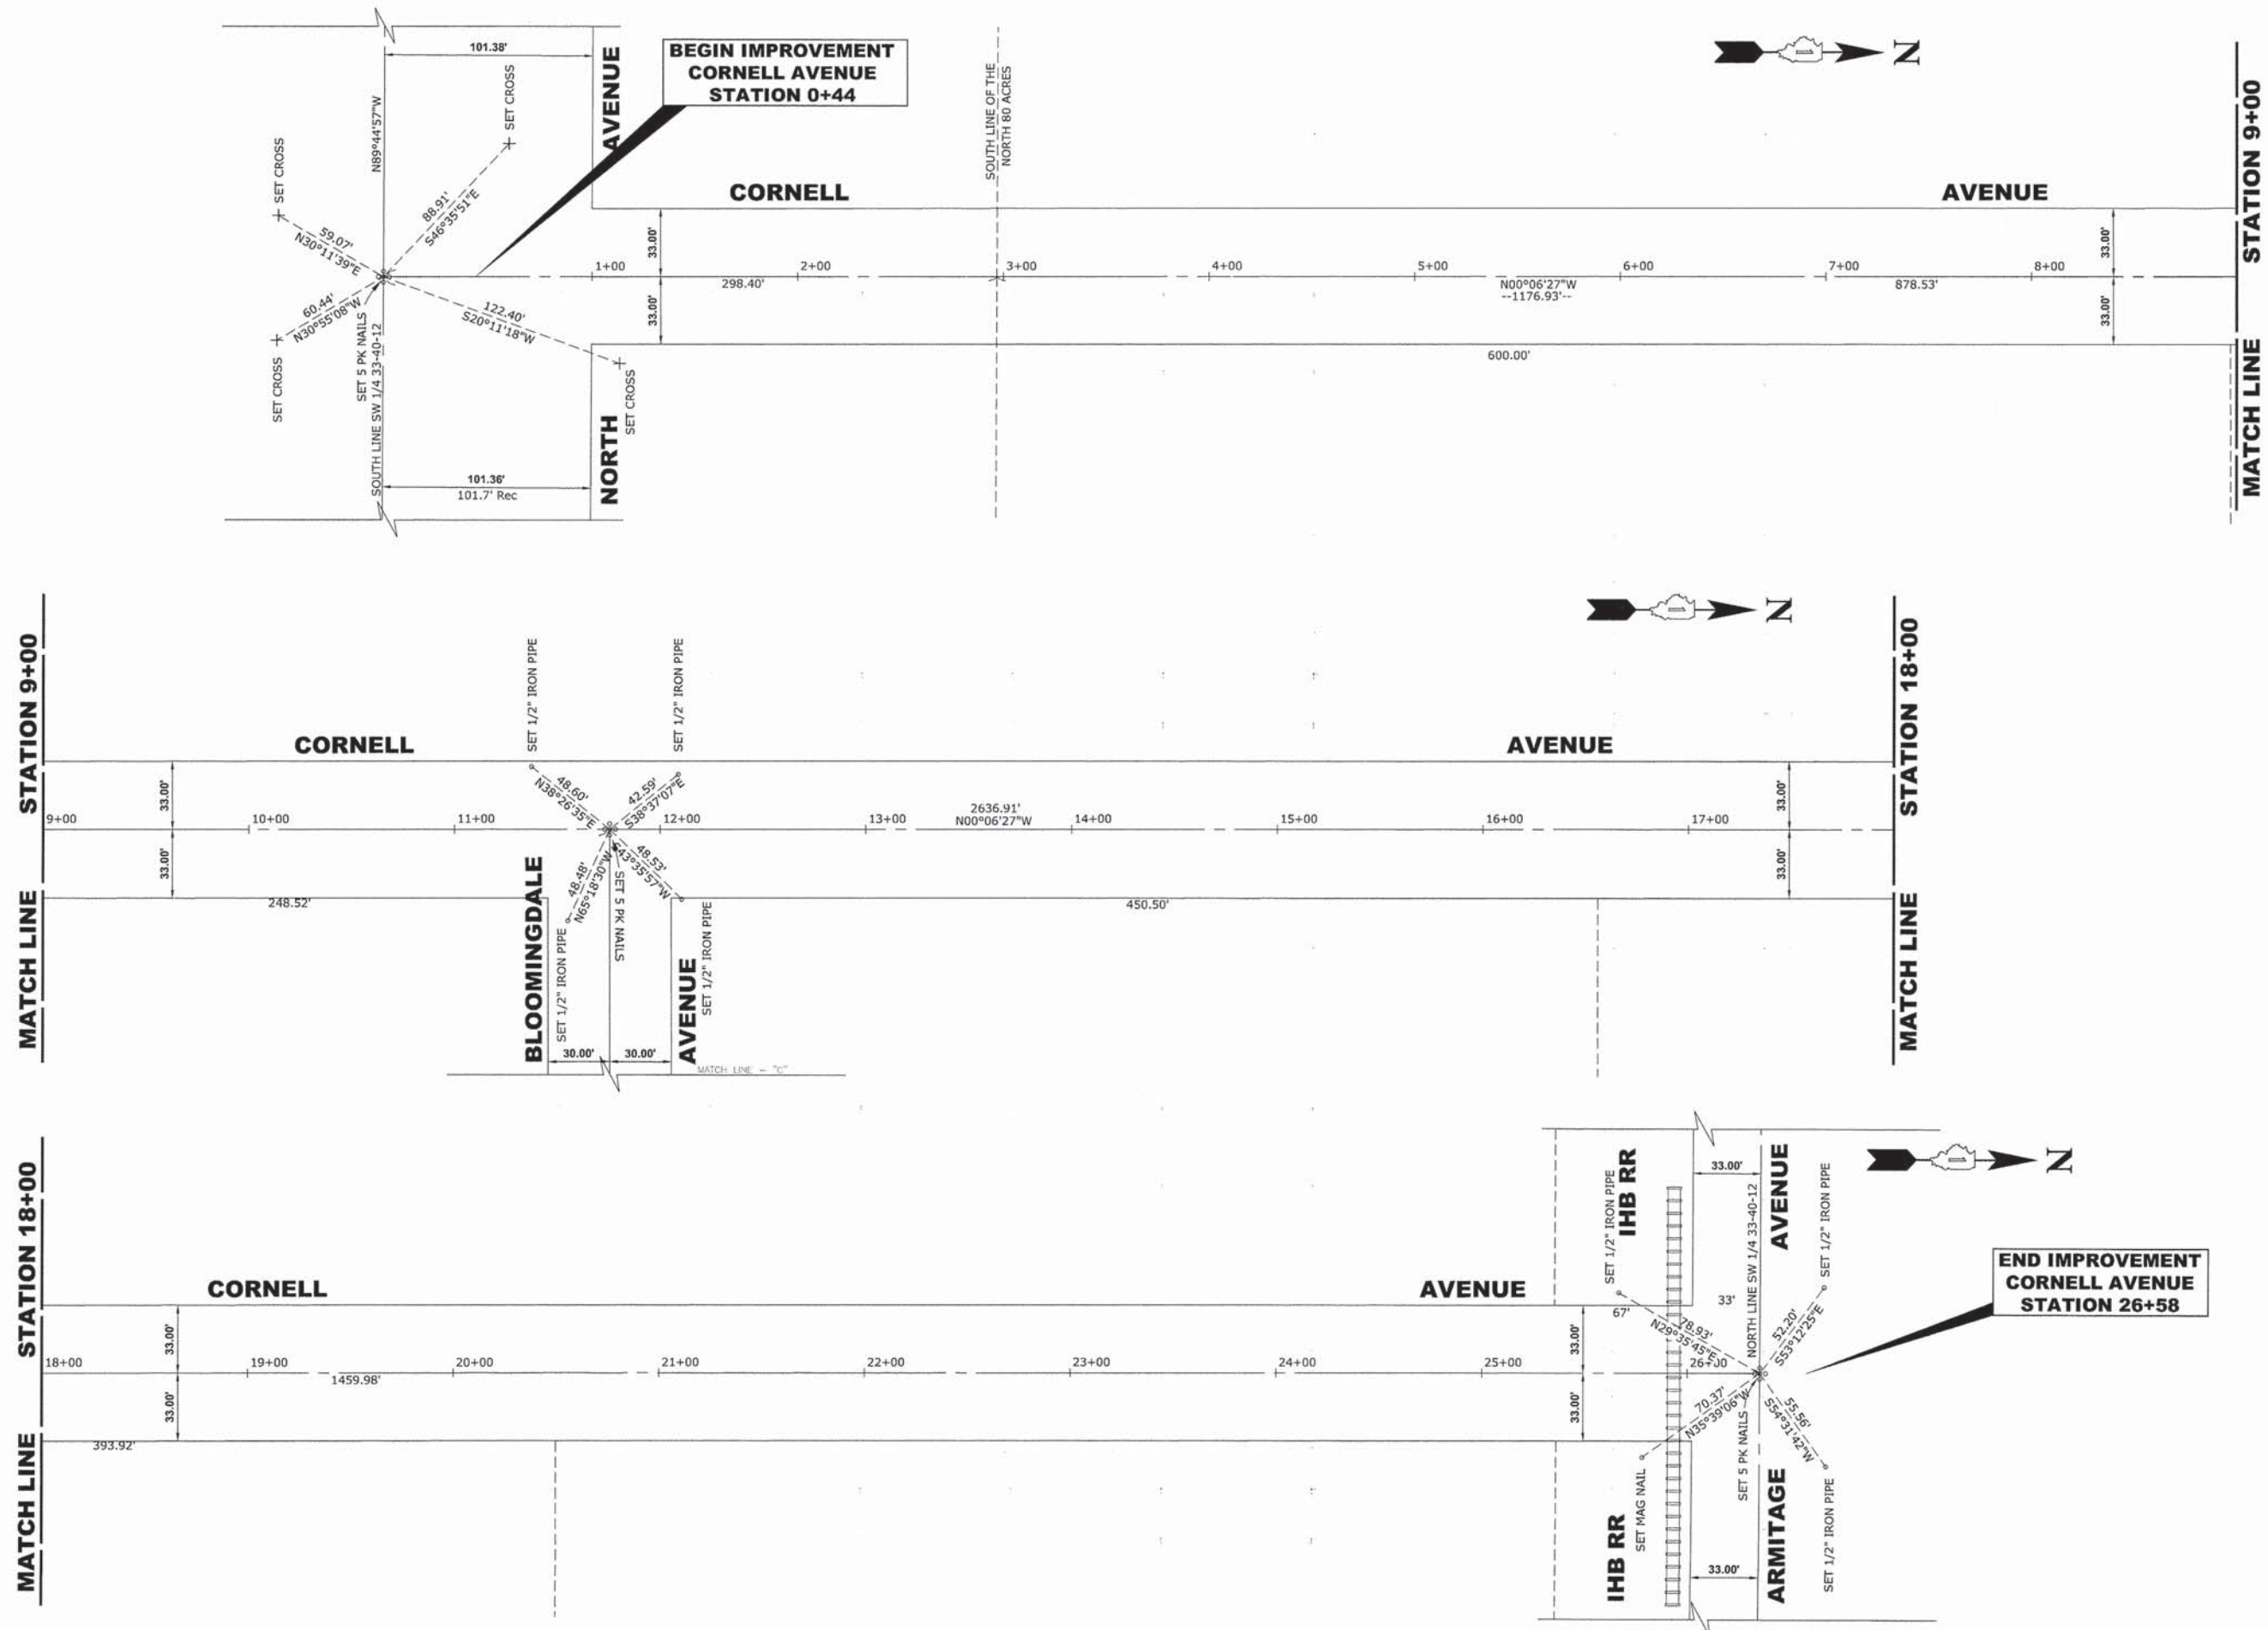 101.38'
N89°44'57"W
AVENUE
BEGIN IMPROVEMENT
CORNELL AVENUE
STATION 0+44
SOUTH LINE OF THE
NORTH 80 ACRES
N
STATION 9+00
MATCH LINE
SET CROSS
SET CROSS
88.91'
S46°35'51"E
59.07'
N30°11'39"E
60.44'
N30°55'08"W
122.40'
S20°11'18"W
SET CROSS
SET CROSS
SET 5 PK NAILS
SOUTH LINE SW 1/4 33-40-12
101.36'
101.7' Rec
NORTH
CORNELL
AVENUE
33.00'
33.00'
1+00
298.40'
2+00
3+00
4+00
5+00
N00°06'27"W
--1176.93'--
6+00
7+00
878.53'
8+00
33.00'
33.00'
600.00'
STATION 9+00
MATCH LINE
CORNELL
AVENUE
N
STATION 18+00
MATCH LINE
SET 1/2" IRON PIPE
SET 1/2" IRON PIPE
33.00'
33.00'
9+00
10+00
11+00
48.60'
N38°26'35"E
42.59'
S38°37'07"E
12+00
13+00
2636.91'
N00°06'27"W
14+00
15+00
16+00
17+00
33.00'
33.00'
48.48'
N65°18'30"W
48.53'
S43°35'57"W
SET 5 PK NAILS
248.52'
450.50'
BLOOMINGDALE
AVENUE
SET 1/2" IRON PIPE
SET 1/2" IRON PIPE
30.00'
30.00'
MATCH LINE - "C"
STATION 18+00
MATCH LINE
CORNELL
AVENUE
33.00'
33.00'
18+00
19+00
1459.98'
20+00
21+00
22+00
23+00
24+00
25+00
26+00
393.92'
33.00'
33.00'
IHB RR
SET 1/2" IRON PIPE
33.00'
NORTH LINE SW 1/4 33-40-12
AVENUE
SET 1/2" IRON PIPE
N
67'
33'
78.93'
N29°35'45"E
52.20'
S53°12'25"E
70.37'
N35°39'06"W
55.56'
S54°31'42"W
SET 5 PK NAILS
SET MAG NAIL
IHB RR
33.00'
ARMITAGE
SET 1/2" IRON PIPE
END IMPROVEMENT
CORNELL AVENUE
STATION 26+58